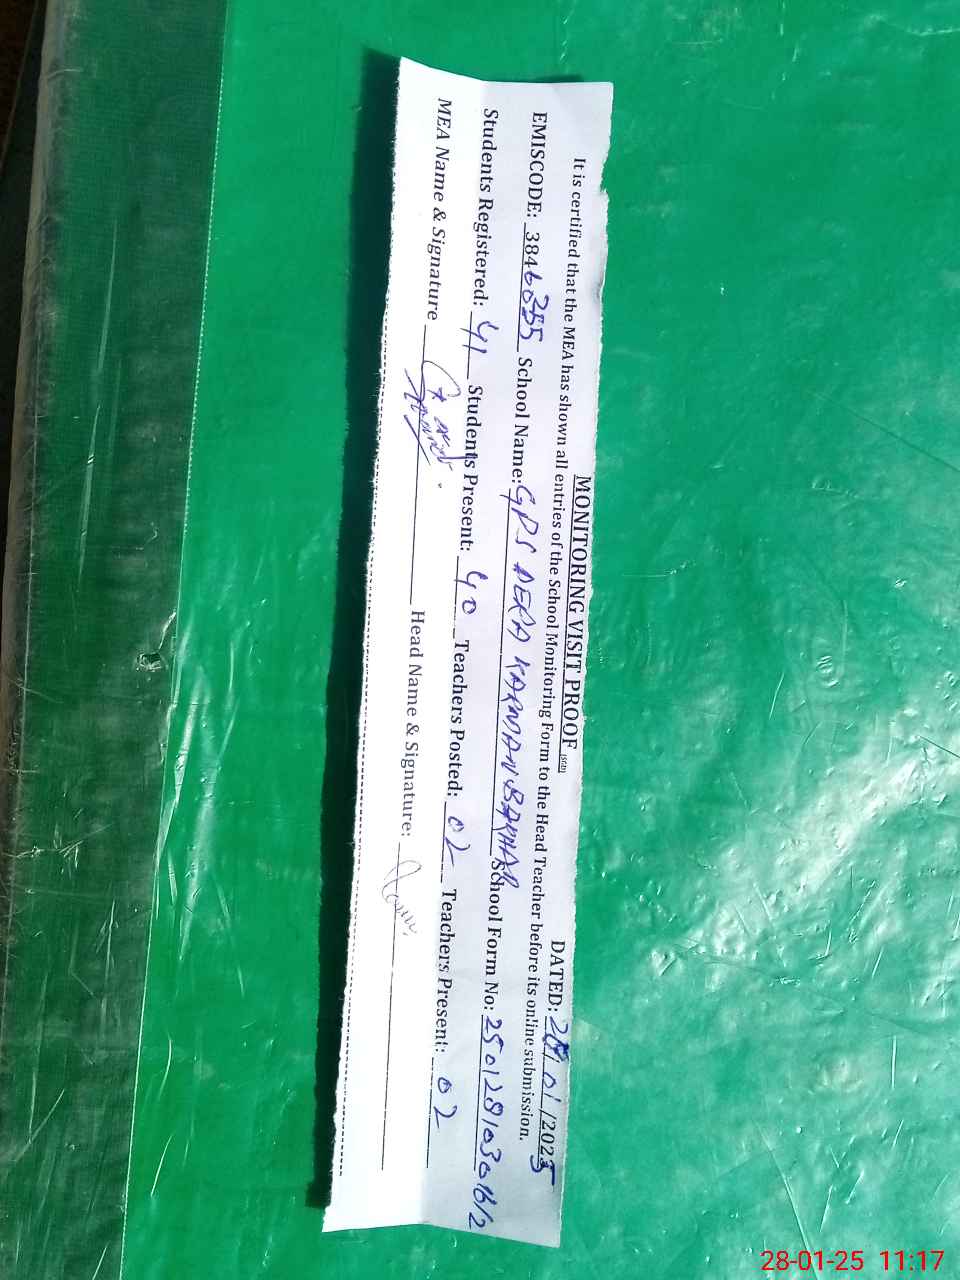 MONITORING VISIT PROOF DATED: 28/01/2025
It is certified that the MEA has shown all entries of the School Monitoring Form to the Head Teacher before its online submission.
EMISCODE: 38460355 School Name: GPS DERA KARMAN BAKHAR School Form No: 25012810301612
Students Registered: 41 Students Present: 40 Teachers Posted: 02 Teachers Present: 02
MEA Name & Signature Head Name & Signature:
28-01-25 11:17